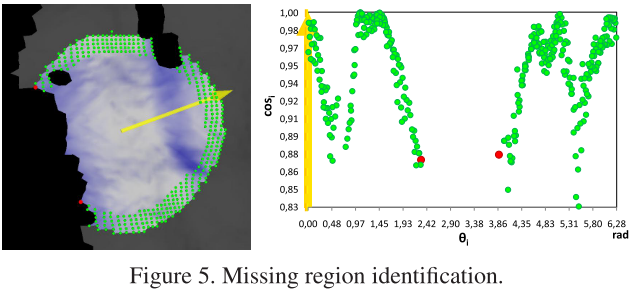 1,00
0,98
0,97
0,95
0,94
0,92
0,91
0,89
0,88
0,86
0,85
0,83
cosᵢ
0,00 0,48 0,97 1,45 1,93 2,42 2,90 3,38 3,86 4,35 4,83 5,31 5,80 6,28
θᵢ
rad
Figure 5. Missing region identification.